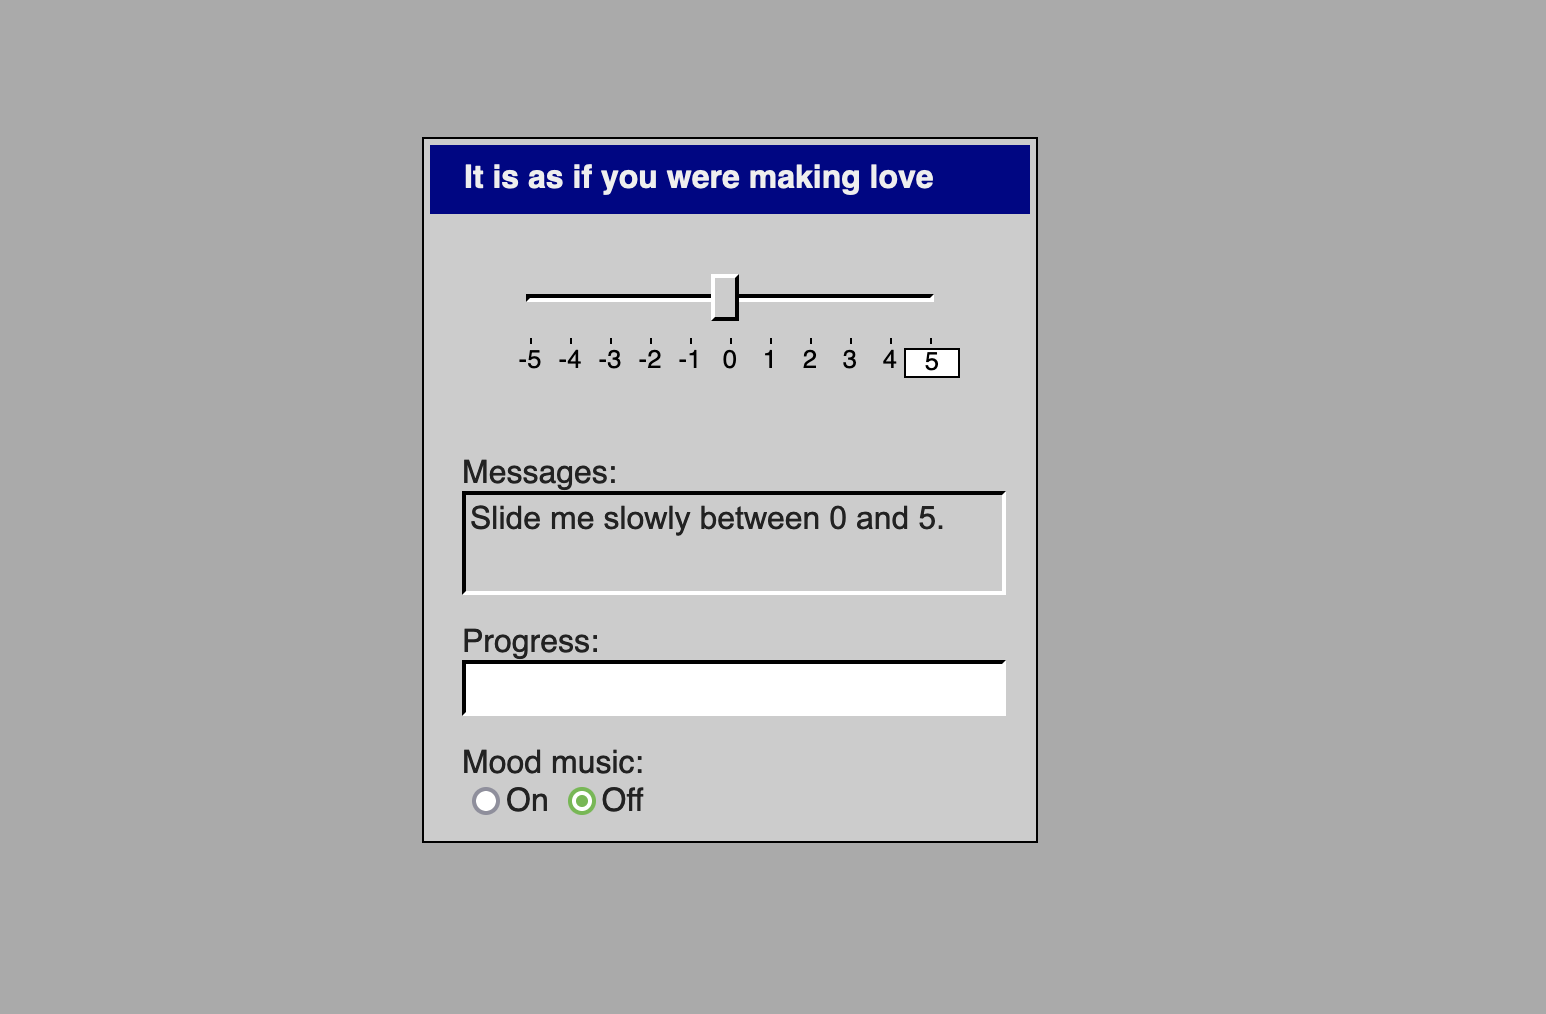 It is as if you were making love
-5 -4 -3 -2 -1 0 1 2 3 4 5
Messages:
Slide me slowly between 0 and 5.
Progress:
Mood music:
On Off